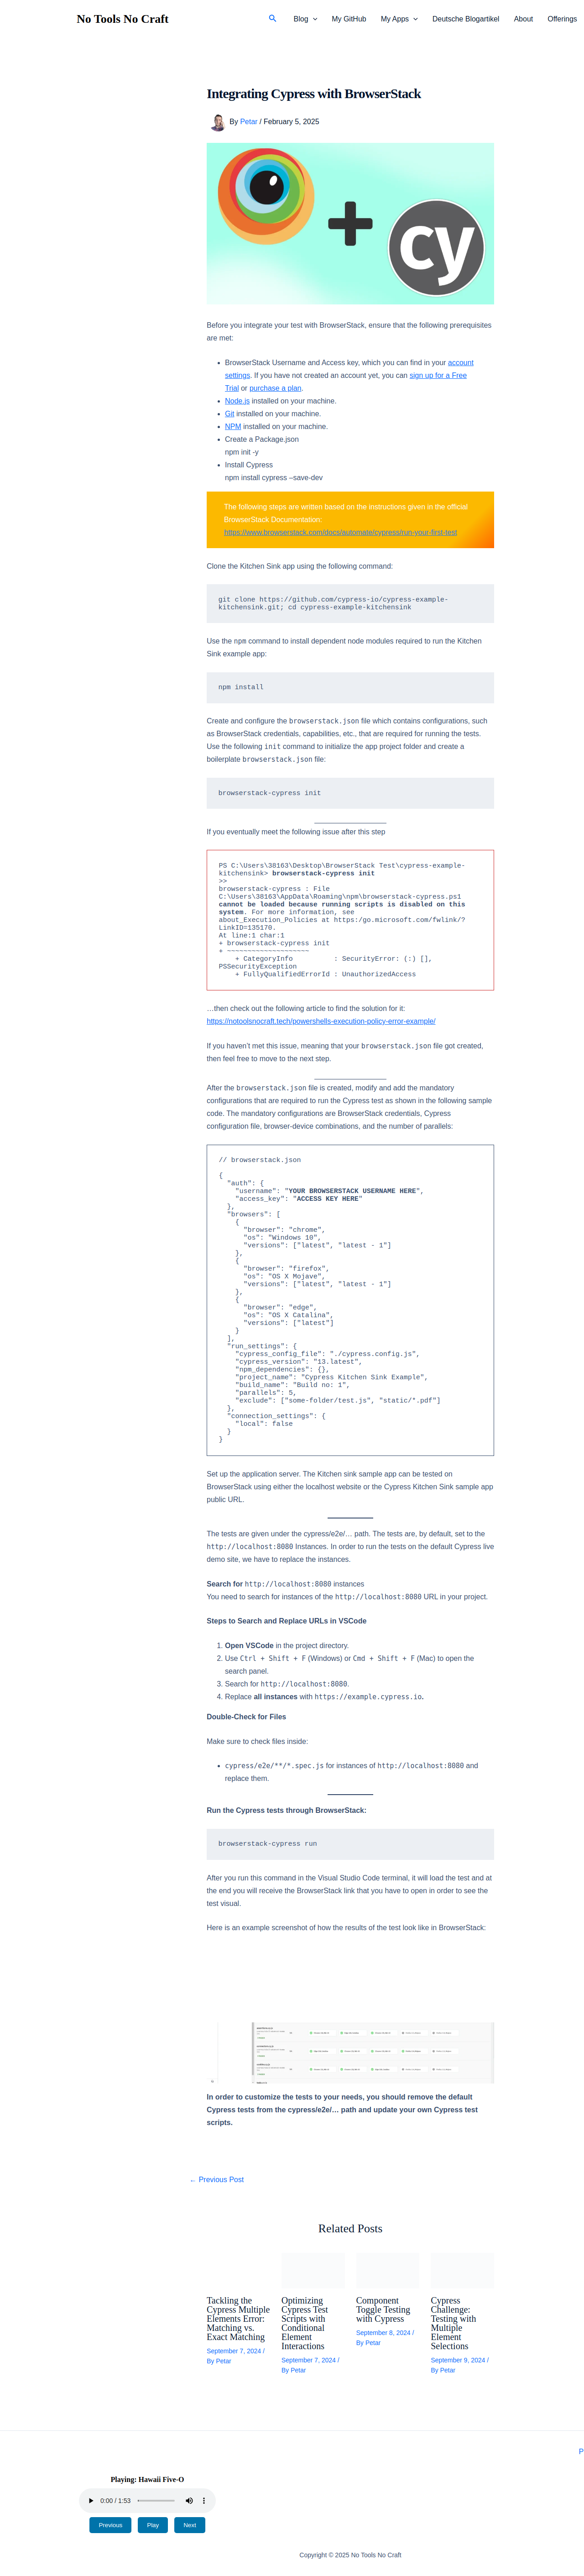 No Tools No Craft
Blog
My GitHub
My Apps
Deutsche Blogartikel
About
Offerings
Integrating Cypress with BrowserStack
By Petar / February 5, 2025
cy
Before you integrate your test with BrowserStack, ensure that the following prerequisites
are met:
BrowserStack Username and Access key, which you can find in your account
settings. If you have not created an account yet, you can sign up for a Free
Trial or purchase a plan.
Node.js installed on your machine.
Git installed on your machine.
NPM installed on your machine.
Create a Package.json
npm init -y
Install Cypress
npm install cypress –save-dev
The following steps are written based on the instructions given in the official
BrowserStack Documentation:
https://www.browserstack.com/docs/automate/cypress/run-your-first-test
Clone the Kitchen Sink app using the following command:
git clone https://github.com/cypress-io/cypress-example-
kitchensink.git; cd cypress-example-kitchensink
Use the npm command to install dependent node modules required to run the Kitchen
Sink example app:
npm install
Create and configure the browserstack.json file which contains configurations, such
as BrowserStack credentials, capabilities, etc., that are required for running the tests.
Use the following init command to initialize the app project folder and create a
boilerplate browserstack.json file:
browserstack-cypress init
If you eventually meet the following issue after this step
PS C:\Users\38163\Desktop\BrowserStack Test\cypress-example-
kitchensink> browserstack-cypress init
>>
browserstack-cypress : File
C:\Users\38163\AppData\Roaming\npm\browserstack-cypress.ps1
cannot be loaded because running scripts is disabled on this
system. For more information, see
about_Execution_Policies at https:/go.microsoft.com/fwlink/?
LinkID=135170.
At line:1 char:1
+ browserstack-cypress init
+ ~~~~~~~~~~~~~~~~~~~~
+ CategoryInfo : SecurityError: (:) [],
PSSecurityException
+ FullyQualifiedErrorId : UnauthorizedAccess
…then check out the following article to find the solution for it:
https://notoolsnocraft.tech/powershells-execution-policy-error-example/
If you haven't met this issue, meaning that your browserstack.json file got created,
then feel free to move to the next step.
After the browserstack.json file is created, modify and add the mandatory
configurations that are required to run the Cypress test as shown in the following sample
code. The mandatory configurations are BrowserStack credentials, Cypress
configuration file, browser-device combinations, and the number of parallels:
// browserstack.json
{
"auth": {
"username": "YOUR BROWSERSTACK USERNAME HERE",
"access_key": "ACCESS KEY HERE"
},
"browsers": [
{
"browser": "chrome",
"os": "Windows 10",
"versions": ["latest", "latest - 1"]
},
{
"browser": "firefox",
"os": "OS X Mojave",
"versions": ["latest", "latest - 1"]
},
{
"browser": "edge",
"os": "OS X Catalina",
"versions": ["latest"]
}
],
"run_settings": {
"cypress_config_file": "./cypress.config.js",
"cypress_version": "13.latest",
"npm_dependencies": {},
"project_name": "Cypress Kitchen Sink Example",
"build_name": "Build no: 1",
"parallels": 5,
"exclude": ["some-folder/test.js", "static/*.pdf"]
},
"connection_settings": {
"local": false
}
}
Set up the application server. The Kitchen sink sample app can be tested on
BrowserStack using either the localhost website or the Cypress Kitchen Sink sample app
public URL.
The tests are given under the cypress/e2e/… path. The tests are, by default, set to the
http://localhost:8080 Instances. In order to run the tests on the default Cypress live
demo site, we have to replace the instances.
Search for http://localhost:8080 instances
You need to search for instances of the http://localhost:8080 URL in your project.
Steps to Search and Replace URLs in VSCode
1. Open VSCode in the project directory.
2. Use Ctrl + Shift + F (Windows) or Cmd + Shift + F (Mac) to open the
search panel.
3. Search for http://localhost:8080.
4. Replace all instances with https://example.cypress.io.
Double-Check for Files
Make sure to check files inside:
cypress/e2e/**/*.spec.js for instances of http://localhost:8080 and
replace them.
Run the Cypress tests through BrowserStack:
browserstack-cypress run
After you run this command in the Visual Studio Code terminal, it will load the test and at
the end you will receive the BrowserStack link that you have to open in order to see the
test visual.
Here is an example screenshot of how the results of the test look like in BrowserStack:
In order to customize the tests to your needs, you should remove the default
Cypress tests from the cypress/e2e/… path and update your own Cypress test
scripts.
← Previous Post
Related Posts
Tackling the
Cypress Multiple
Elements Error:
Matching vs.
Exact Matching
September 7, 2024 /
By Petar
Optimizing
Cypress Test
Scripts with
Conditional
Element
Interactions
September 7, 2024 /
By Petar
Component
Toggle Testing
with Cypress
September 8, 2024 /
By Petar
Cypress
Challenge:
Testing with
Multiple
Element
Selections
September 9, 2024 /
By Petar
P
Playing: Hawaii Five-O
0:00 / 1:53
Previous
Play
Next
Copyright © 2025 No Tools No Craft